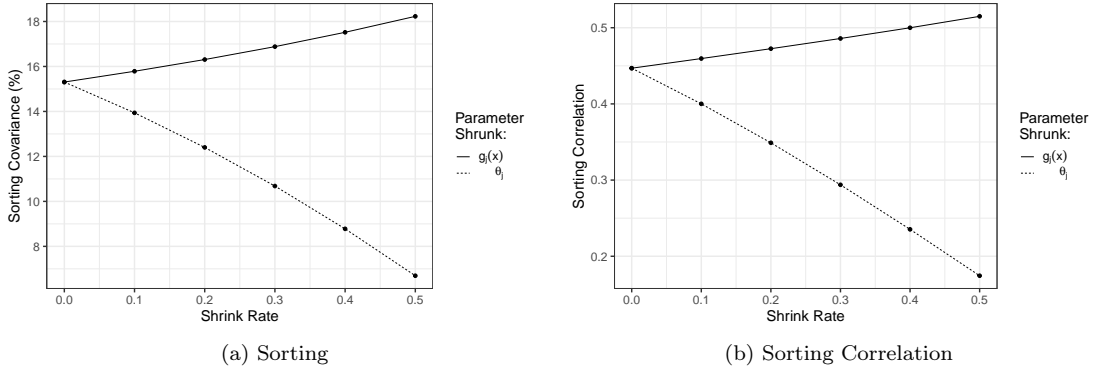 18
16
14
12
10
8
Sorting Covariance (%)
0.0 0.1 0.2 0.3 0.4 0.5
Shrink Rate
Parameter
Shrunk:
gj(x)
θj
(a) Sorting
0.5
0.4
0.3
0.2
Sorting Correlation
0.0 0.1 0.2 0.3 0.4 0.5
Shrink Rate
Parameter
Shrunk:
gj(x)
θj
(b) Sorting Correlation